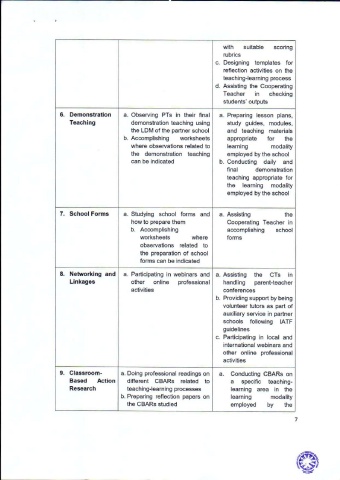 with suitable scoring
rubrics
c. Designing templates for
reflection activities on the
teaching-learning process
d. Assisting the Cooperating
Teacher in checking
students' outputs
6. Demonstration
Teaching
a. Observing PTs in their final
demonstration teaching using
the LDM of the partner school
b. Accomplishing worksheets
where observations related to
the demonstration teaching
can be indicated
a. Preparing lesson plans,
study guides, modules,
and teaching materials
appropriate for the
learning modality
employed by the school
b. Conducting daily and
final demonstration
teaching appropriate for
the learning modality
employed by the school
7. School Forms
a. Studying school forms and
how to prepare them
b. Accomplishing
worksheets where
observations related to
the preparation of school
forms can be indicated
a. Assisting the
Cooperating Teacher in
accomplishing school
forms
8. Networking and
Linkages
a. Participating in webinars and
other online professional
activities
a. Assisting the CTs in
handling parent-teacher
conferences
b. Providing support by being
volunteer tutors as part of
auxiliary service in partner
schools following IATF
guidelines
c. Participating in local and
international webinars and
other online professional
activities
9. Classroom-
Based Action
Research
a. Doing professional readings on
different CBARs related to
teaching-learning processes
b. Preparing reflection papers on
the CBARs studied
a. Conducting CBARs on
a specific teaching-
learning area in the
learning modality
employed by the
7